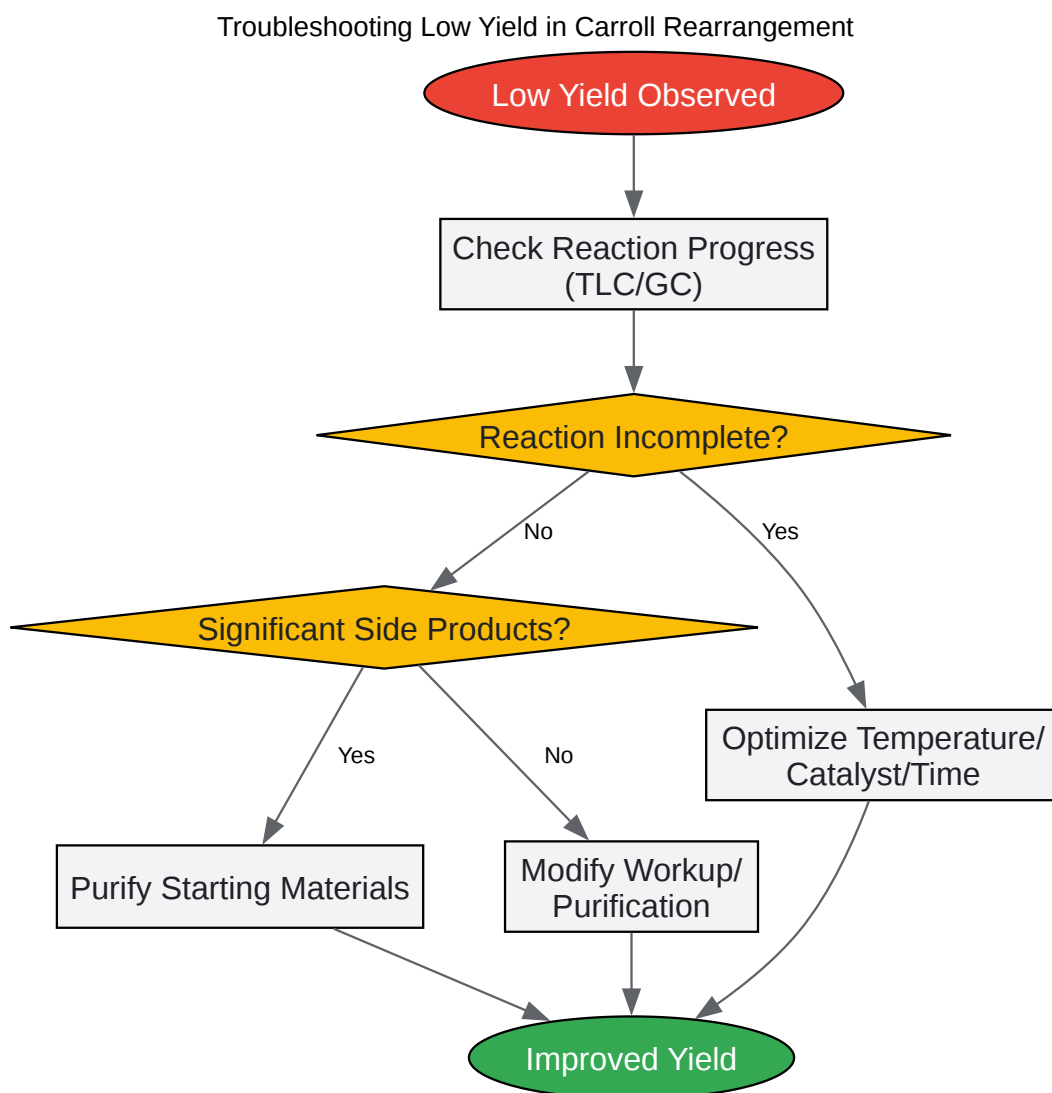 Troubleshooting Low Yield in Carroll Rearrangement
Low Yield Observed
Check Reaction Progress
(TLC/GC)
Reaction Incomplete?
No
Yes
Significant Side Products?
Yes
No
Optimize Temperature/
Catalyst/Time
Purify Starting Materials
Modify Workup/
Purification
Improved Yield